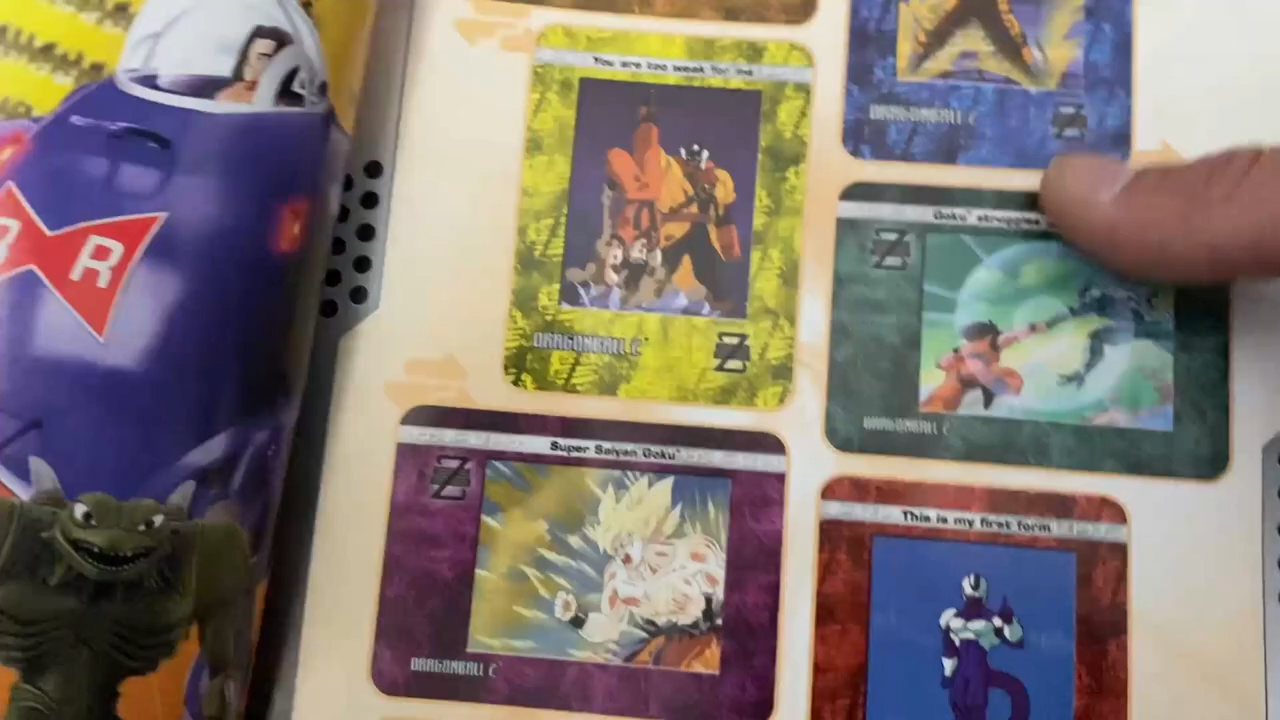 R R
You are too weak for me
DRAGONBALL Z
Z
DRAGONBALL Z
Z
Goku struggles
Z
DRAGONBALL Z
Super Saiyan Goku
Z
DRAGONBALL Z
This is my first form